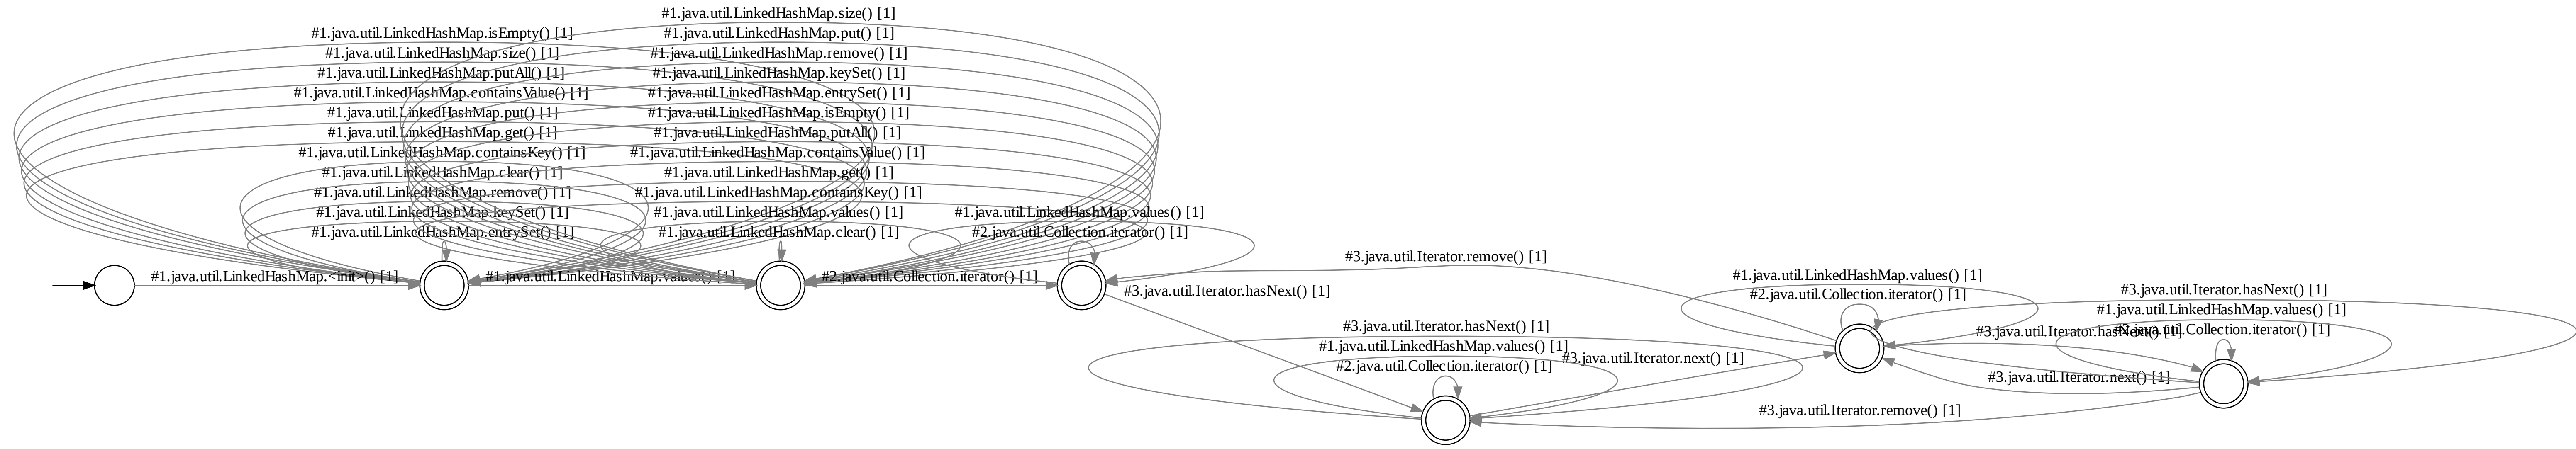 #1.java.util.LinkedHashMap.isEmpty() [1]
#1.java.util.LinkedHashMap.size() [1]
#1.java.util.LinkedHashMap.putAll() [1]
#1.java.util.LinkedHashMap.containsValue() [1]
#1.java.util.LinkedHashMap.put() [1]
#1.java.util.LinkedHashMap.get() [1]
#1.java.util.LinkedHashMap.containsKey() [1]
#1.java.util.LinkedHashMap.clear() [1]
#1.java.util.LinkedHashMap.remove() [1]
#1.java.util.LinkedHashMap.keySet() [1]
#1.java.util.LinkedHashMap.entrySet() [1]
#1.java.util.LinkedHashMap.<init>() [1]
#1.java.util.LinkedHashMap.size() [1]
#1.java.util.LinkedHashMap.put() [1]
#1.java.util.LinkedHashMap.remove() [1]
#1.java.util.LinkedHashMap.keySet() [1]
#1.java.util.LinkedHashMap.entrySet() [1]
#1.java.util.LinkedHashMap.isEmpty() [1]
#1.java.util.LinkedHashMap.putAll() [1]
#1.java.util.LinkedHashMap.containsValue() [1]
#1.java.util.LinkedHashMap.get() [1]
#1.java.util.LinkedHashMap.containsKey() [1]
#1.java.util.LinkedHashMap.values() [1]
#1.java.util.LinkedHashMap.clear() [1]
#1.java.util.LinkedHashMap.values() [1]
#2.java.util.Collection.iterator() [1]
#1.java.util.LinkedHashMap.values() [1]
#2.java.util.Collection.iterator() [1]
#3.java.util.Iterator.remove() [1]
#3.java.util.Iterator.hasNext() [1]
#3.java.util.Iterator.hasNext() [1]
#1.java.util.LinkedHashMap.values() [1]
#2.java.util.Collection.iterator() [1]
#3.java.util.Iterator.next() [1]
#1.java.util.LinkedHashMap.values() [1]
#2.java.util.Collection.iterator() [1]
#3.java.util.Iterator.hasNext() [1]
#3.java.util.Iterator.next() [1]
#3.java.util.Iterator.remove() [1]
#3.java.util.Iterator.hasNext() [1]
#1.java.util.LinkedHashMap.values() [1]
#2.java.util.Collection.iterator() [1]